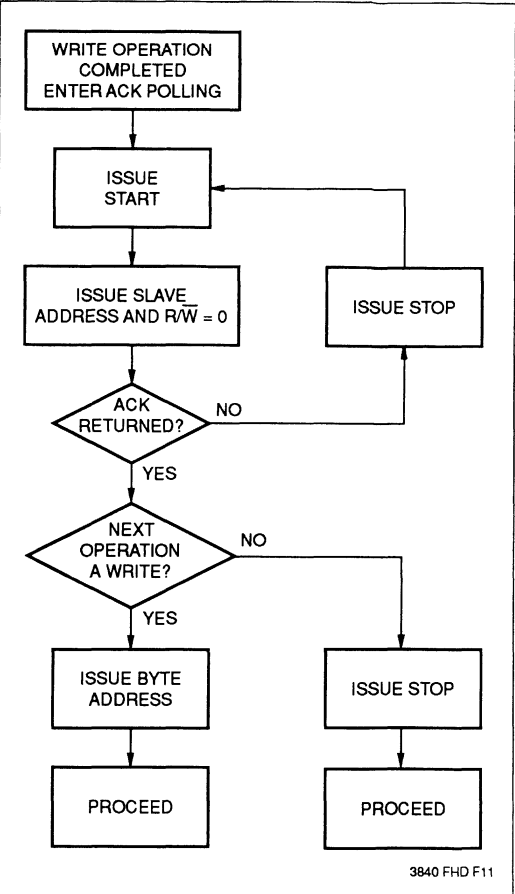 WRITE OPERATION
COMPLETED
ENTER ACK POLLING
ISSUE
START
ISSUE SLAVE
ADDRESS AND R/W̅ = 0
ISSUE STOP
ACK
RETURNED?
NO
YES
NEXT
OPERATION
A WRITE?
NO
YES
ISSUE BYTE
ADDRESS
ISSUE STOP
PROCEED
PROCEED
3840 FHD F11